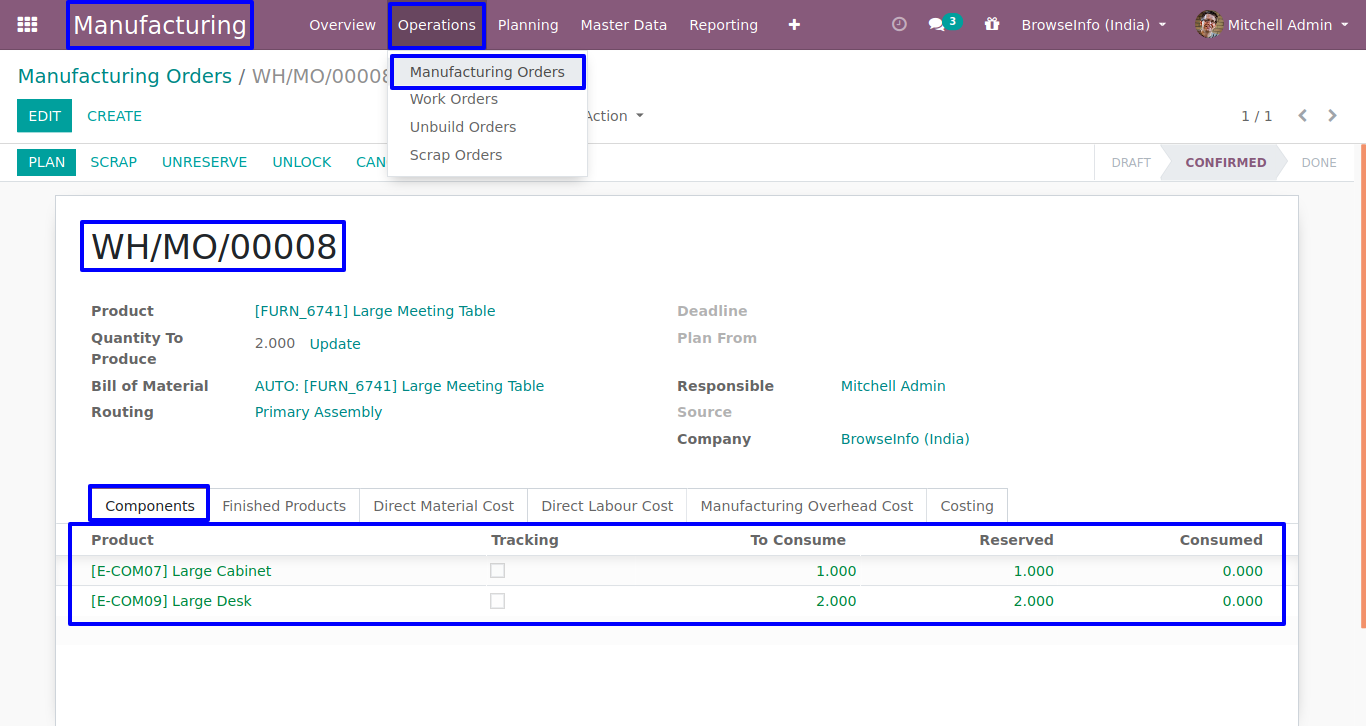 Manufacturing Overview Operations Planning Master Data Reporting 3 BrowseInfo (India) Mitchell Admin
Manufacturing Orders / WH/MO/00008
Manufacturing Orders
Work Orders
Unbuild Orders
Scrap Orders
EDIT CREATE Action 1 / 1
PLAN SCRAP UNRESERVE UNLOCK CAN DRAFT CONFIRMED DONE
WH/MO/00008
Product [FURN_6741] Large Meeting Table Deadline
Quantity To Produce 2.000 Update Plan From
Bill of Material AUTO: [FURN_6741] Large Meeting Table Responsible Mitchell Admin
Routing Primary Assembly Source
Company BrowseInfo (India)
Components Finished Products Direct Material Cost Direct Labour Cost Manufacturing Overhead Cost Costing
Product Tracking To Consume Reserved Consumed
[E-COM07] Large Cabinet 1.000 1.000 0.000
[E-COM09] Large Desk 2.000 2.000 0.000